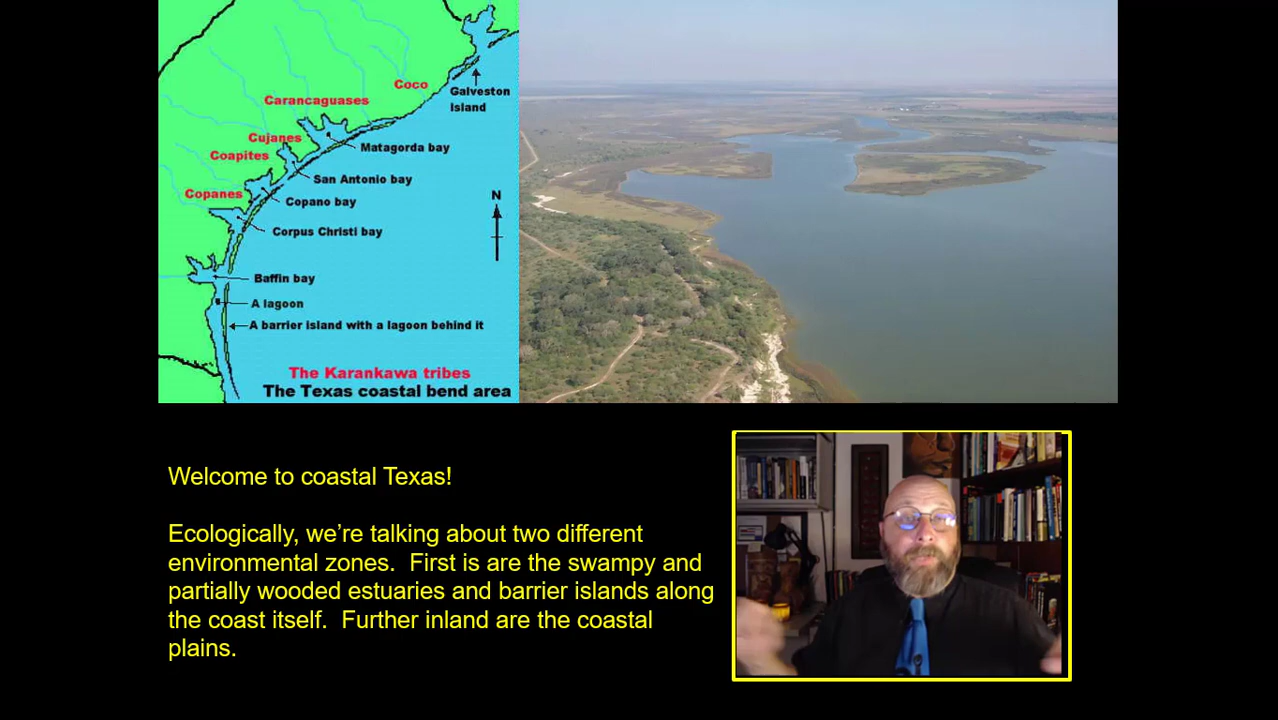 Coco
Galveston
Island
Carancaguases
Cujanes
Matagorda bay
Coapites
San Antonio bay
Copanes
N
Copano bay
Corpus Christi bay
Baffin bay
A lagoon
A barrier island with a lagoon behind it
The Karankawa tribes
The Texas coastal bend area
Welcome to coastal Texas!
Ecologically, we’re talking about two different
environmental zones.  First is are the swampy and
partially wooded estuaries and barrier islands along
the coast itself.  Further inland are the coastal
plains.